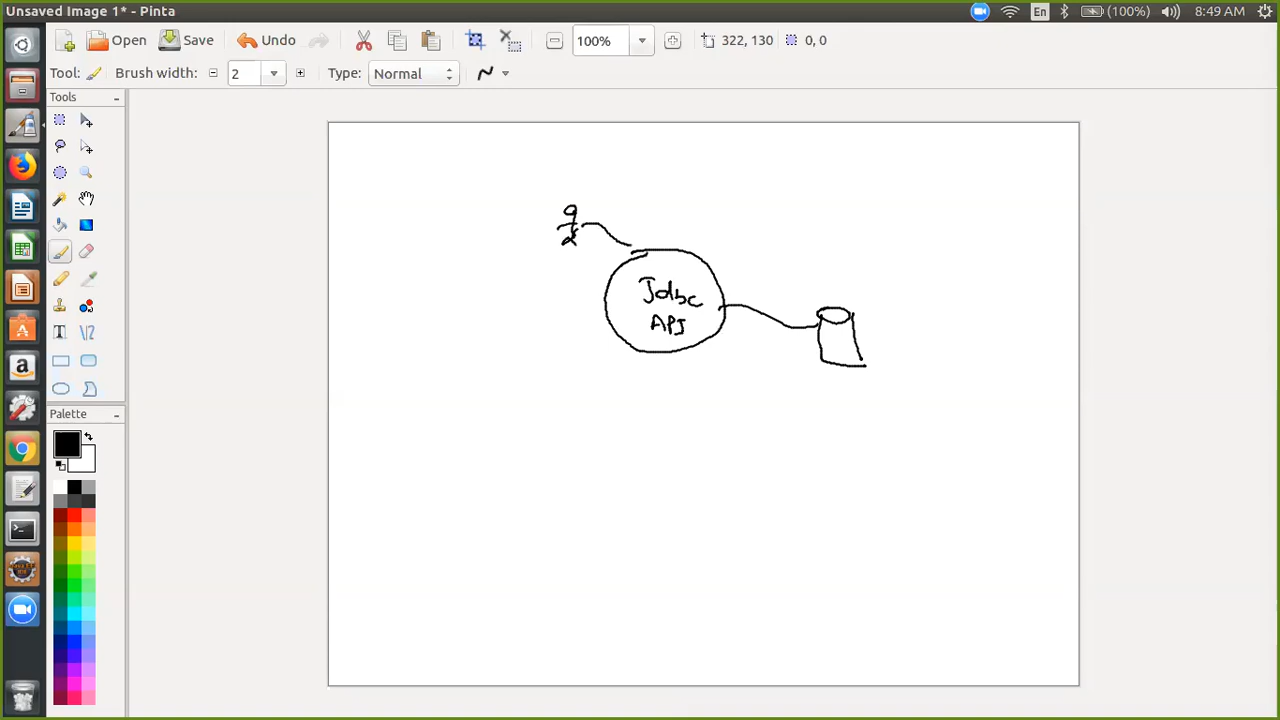 Unsaved Image 1* - Pinta
En
(100%)
8:49 AM
Open
Save
Undo
100%
322, 130
0, 0
Tool:
Brush width:
2
Type:
Normal
Tools
Palette
Jdbc
API